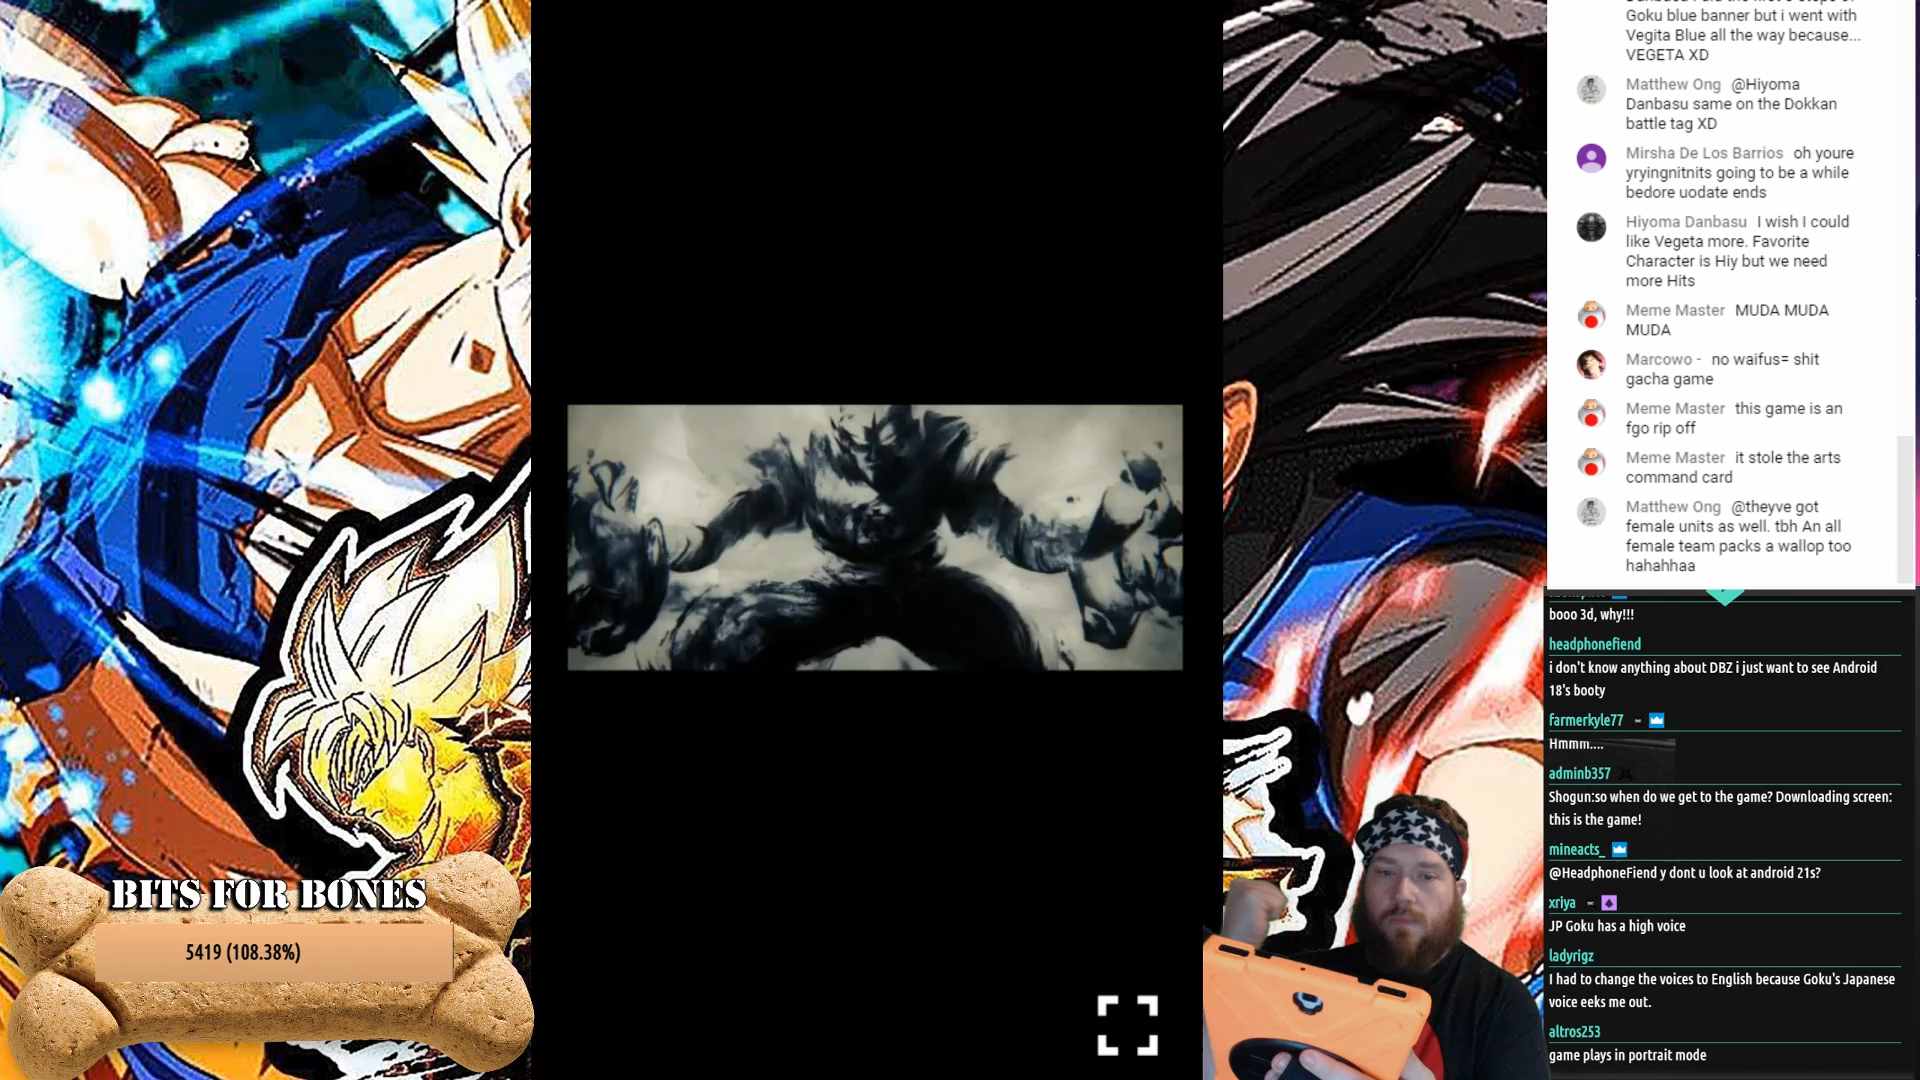 Goku blue banner but i went with
Vegita Blue all the way because...
VEGETA XD
Matthew Ong @Hiyoma
Danbasu same on the Dokkan
battle tag XD
Mirsha De Los Barrios oh youre
yryingnitnits going to be a while
bedore uodate ends
Hiyoma Danbasu I wish I could
like Vegeta more. Favorite
Character is Hiy but we need
more Hits
Meme Master MUDA MUDA
MUDA
Marcowo - no waifus= shit
gacha game
Meme Master this game is an
fgo rip off
Meme Master it stole the arts
command card
Matthew Ong @theyve got
female units as well. tbh An all
female team packs a wallop too
hahahhaa
booo 3d, why!!!
headphonefiend
i don't know anything about DBZ i just want to see Android
18's booty
farmerkyle77
Hmmm....
adminb357
Shogun:so when do we get to the game? Downloading screen:
this is the game!
mineacts_
@HeadphoneFiend y dont u look at android 21s?
xriya
JP Goku has a high voice
ladyrigz
I had to change the voices to English because Goku's Japanese
voice eeks me out.
altros253
game plays in portrait mode
BITS FOR BONES
5419 (108.38%)